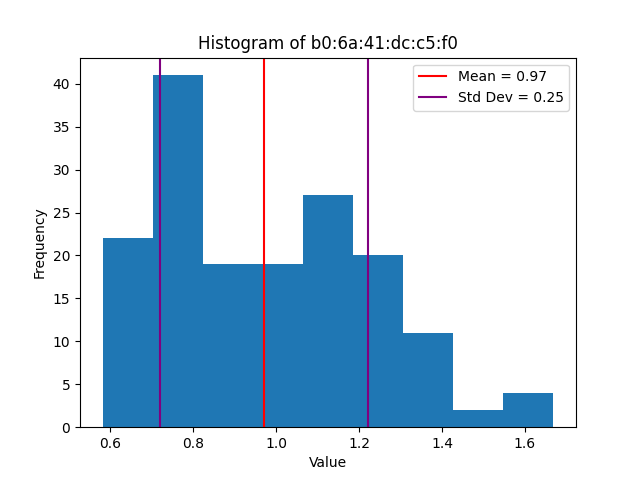 Histogram of b0:6a:41:dc:c5:f0
Mean = 0.97
Std Dev = 0.25
40
35
30
25
20
15
10
5
0
Frequency
0.6 0.8 1.0 1.2 1.4 1.6
Value